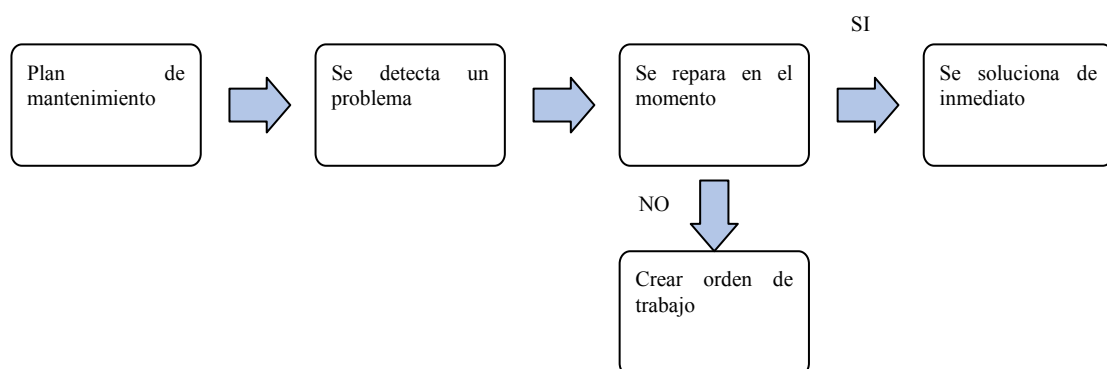 SI
Plan de
mantenimiento
Se detecta un
problema
Se repara en el
momento
Se soluciona de
inmediato
NO
Crear orden de
trabajo